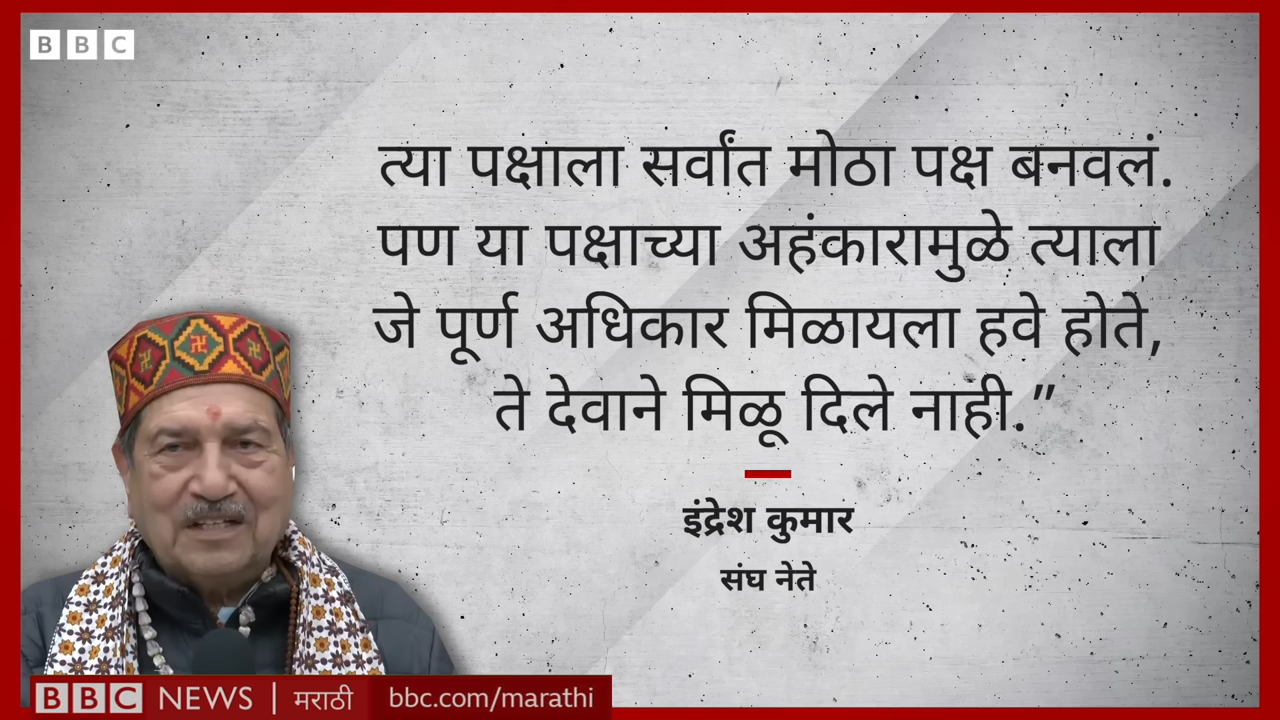 BBC
त्या पक्षाला सर्वांत मोठा पक्ष बनवलं.
पण या पक्षाच्या अहंकारामुळे त्याला
जे पूर्ण अधिकार मिळायला हवे होते,
ते देवाने मिळू दिले नाही.”
इंद्रेश कुमार
संघ नेते
BBC NEWS | मराठी bbc.com/marathi